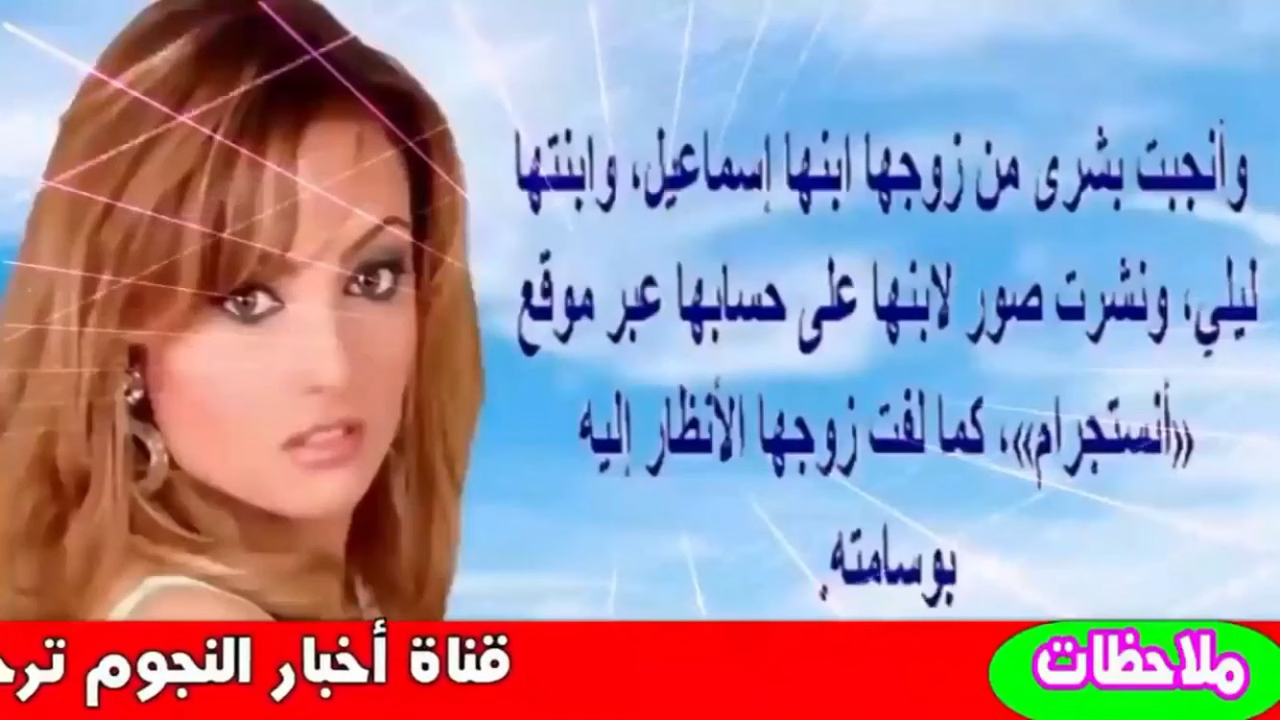 وأنجبت بشرى من زوجها ابنها إسماعيل، وابنتها
ليلي، ونشرت صور لابنها على حسابها عبر موقع
«أنستجرام»، كما لفت زوجها الأنظار إليه
بوسامته.
قناة أخبار النجوم
ملاحظات